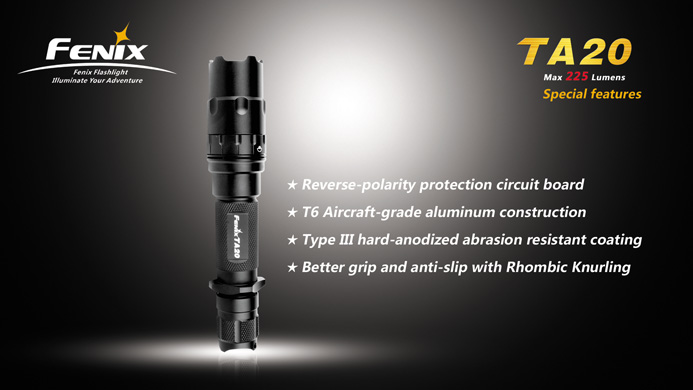 FENIX
Fenix Flashlight
Illuminate Your Adventure
TA20
Max 225 Lumens
Special features
★ Reverse-polarity protection circuit board
★ T6 Aircraft-grade aluminum construction
★ Type III hard-anodized abrasion resistant coating
★ Better grip and anti-slip with Rhombic Knurling
Fenix TA20